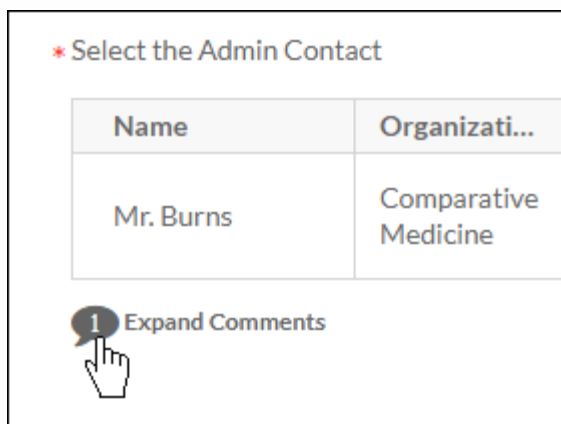 * Select the Admin Contact
Name Organizati...
Mr. Burns Comparative
Medicine
1 Expand Comments